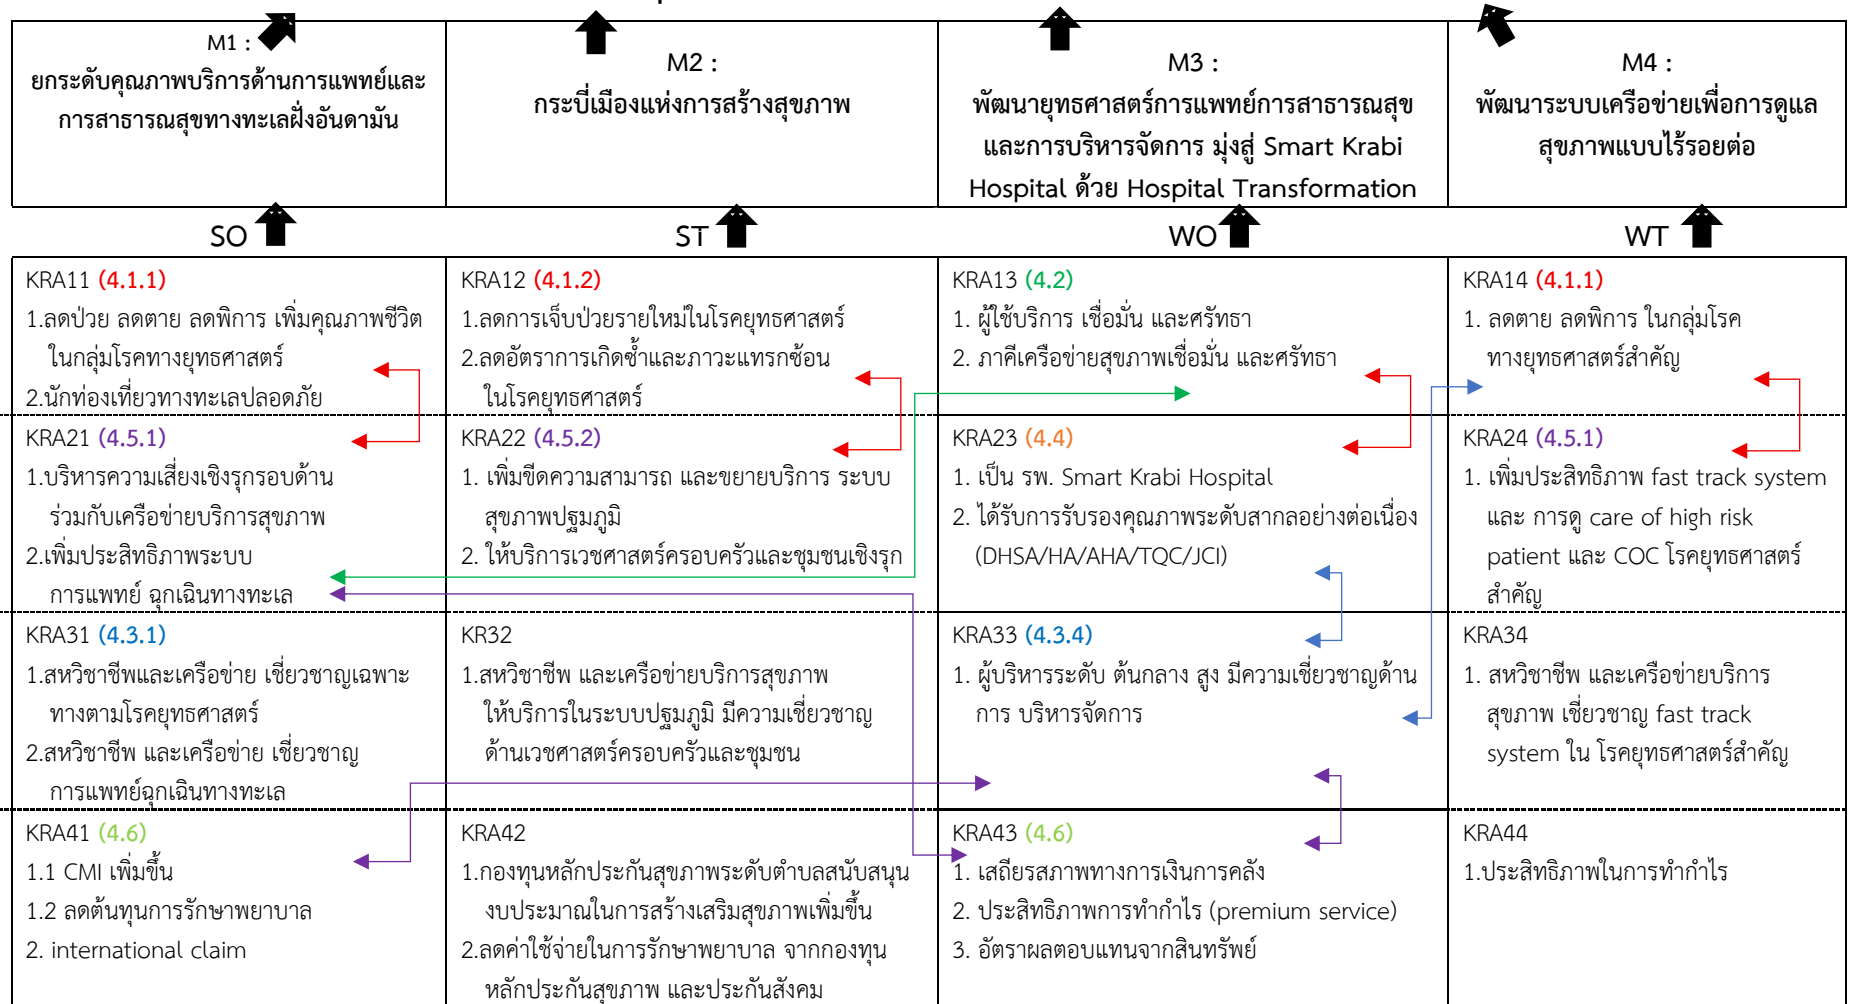 M1 :
ยกระดับคุณภาพบริการด้านการแพทย์และ
การสาธารณสุขทางทะเลฝั่งอันดามัน
M2 :
กระบี่เมืองแห่งการสร้างสุขภาพ
M3 :
พัฒนายุทธศาสตร์การแพทย์การสาธารณสุข
และการบริหารจัดการ มุ่งสู่ Smart Krabi
Hospital ด้วย Hospital Transformation
M4 :
พัฒนาระบบเครือข่ายเพื่อการดูแล
สุขภาพแบบไร้รอยต่อ
SO
ST
WO
WT
KRA11 (4.1.1)
1.ลดป่วย ลดตาย ลดพิการ เพิ่มคุณภาพชีวิต
ในกลุ่มโรคทางยุทธศาสตร์
2.นักท่องเที่ยวทางทะเลปลอดภัย
KRA12 (4.1.2)
1.ลดการเจ็บป่วยรายใหม่ในโรคยุทธศาสตร์
2.ลดอัตราการเกิดซ้ำและภาวะแทรกซ้อน
ในโรคยุทธศาสตร์
KRA13 (4.2)
1. ผู้ใช้บริการ เชื่อมั่น และศรัทธา
2. ภาคีเครือข่ายสุขภาพเชื่อมั่น และศรัทธา
KRA14 (4.1.1)
1. ลดตาย ลดพิการ ในกลุ่มโรค
ทางยุทธศาสตร์สำคัญ
KRA21 (4.5.1)
1.บริหารความเสี่ยงเชิงรุกรอบด้าน
ร่วมกับเครือข่ายบริการสุขภาพ
2.เพิ่มประสิทธิภาพระบบ
การแพทย์ ฉุกเฉินทางทะเล
KRA22 (4.5.2)
1. เพิ่มขีดความสามารถ และขยายบริการ ระบบ
สุขภาพปฐมภูมิ
2. ให้บริการเวชศาสตร์ครอบครัวและชุมชนเชิงรุก
KRA23 (4.4)
1. เป็น รพ. Smart Krabi Hospital
2. ได้รับการรับรองคุณภาพระดับสากลอย่างต่อเนื่อง
(DHSA/HA/AHA/TQC/JCI)
KRA24 (4.5.1)
1. เพิ่มประสิทธิภาพ fast track system
และ การดู care of high risk
patient และ COC โรคยุทธศาสตร์
สำคัญ
KRA31 (4.3.1)
1.สหวิชาชีพและเครือข่าย เชี่ยวชาญเฉพาะ
ทางตามโรคยุทธศาสตร์
2.สหวิชาชีพ และเครือข่าย เชี่ยวชาญ
การแพทย์ฉุกเฉินทางทะเล
KR32
1.สหวิชาชีพ และเครือข่ายบริการสุขภาพ
ให้บริการในระบบปฐมภูมิ มีความเชี่ยวชาญ
ด้านเวชศาสตร์ครอบครัวและชุมชน
KRA33 (4.3.4)
1. ผู้บริหารระดับ ต้นกลาง สูง มีความเชี่ยวชาญด้าน
การ บริหารจัดการ
KRA34
1. สหวิชาชีพ และเครือข่ายบริการ
สุขภาพ เชี่ยวชาญ fast track
system ใน โรคยุทธศาสตร์สำคัญ
KRA41 (4.6)
1.1 CMI เพิ่มขึ้น
1.2 ลดต้นทุนการรักษาพยาบาล
2. international claim
KRA42
1.กองทุนหลักประกันสุขภาพระดับตำบลสนับสนุน
งบประมาณในการสร้างเสริมสุขภาพเพิ่มขึ้น
2.ลดค่าใช้จ่ายในการรักษาพยาบาล จากกองทุน
หลักประกันสุขภาพ และประกันสังคม
KRA43 (4.6)
1. เสถียรสภาพทางการเงินการคลัง
2. ประสิทธิภาพการทำกำไร (premium service)
3. อัตราผลตอบแทนจากสินทรัพย์
KRA44
1.ประสิทธิภาพในการทำกำไร